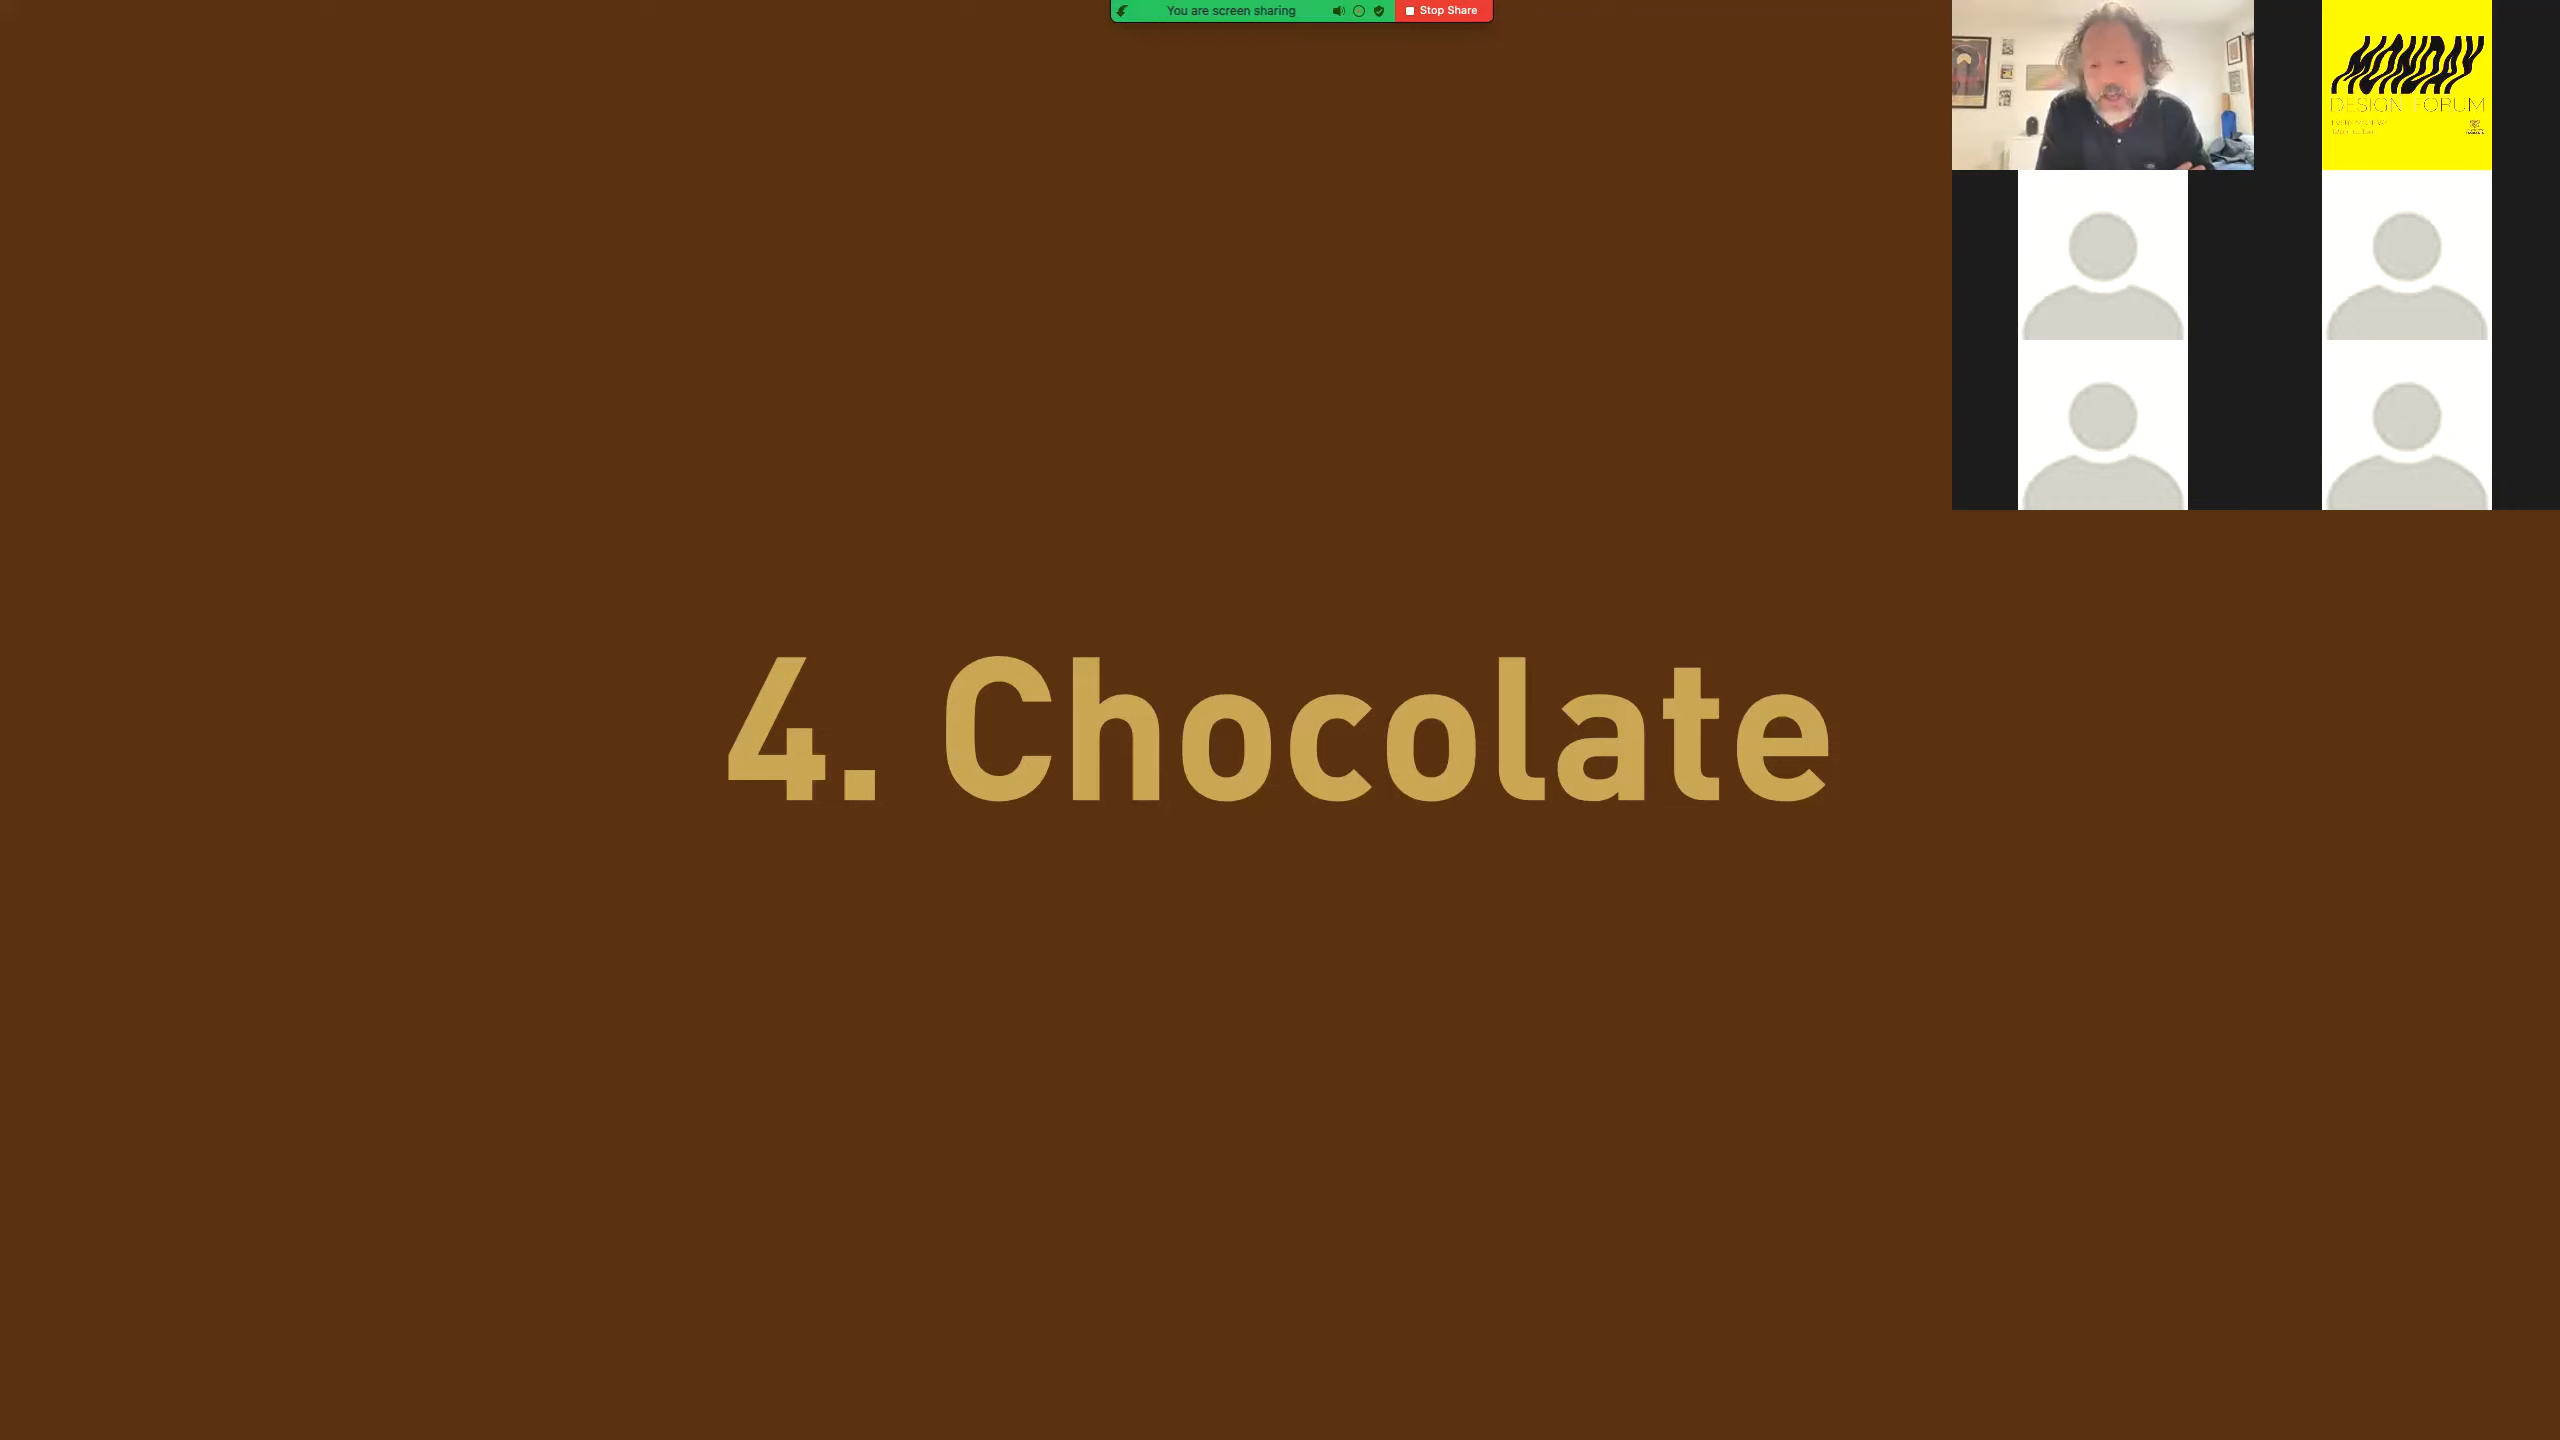 You are screen sharing
Stop Share
MONDAY
DESIGN FORUM
4. Chocolate